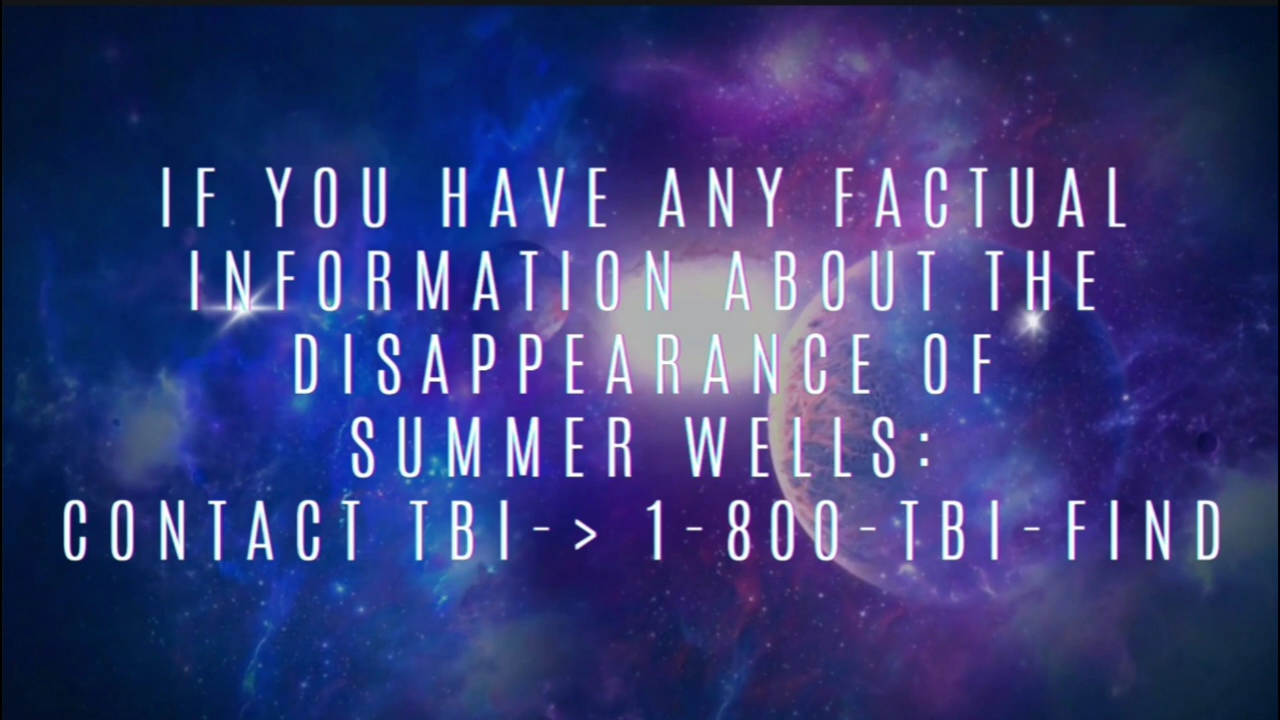 IF YOU HAVE ANY FACTUAL
INFORMATION ABOUT THE
DISAPPEARANCE OF
SUMMER WELLS:
CONTACT TBI-> 1-800-TBI-FIND